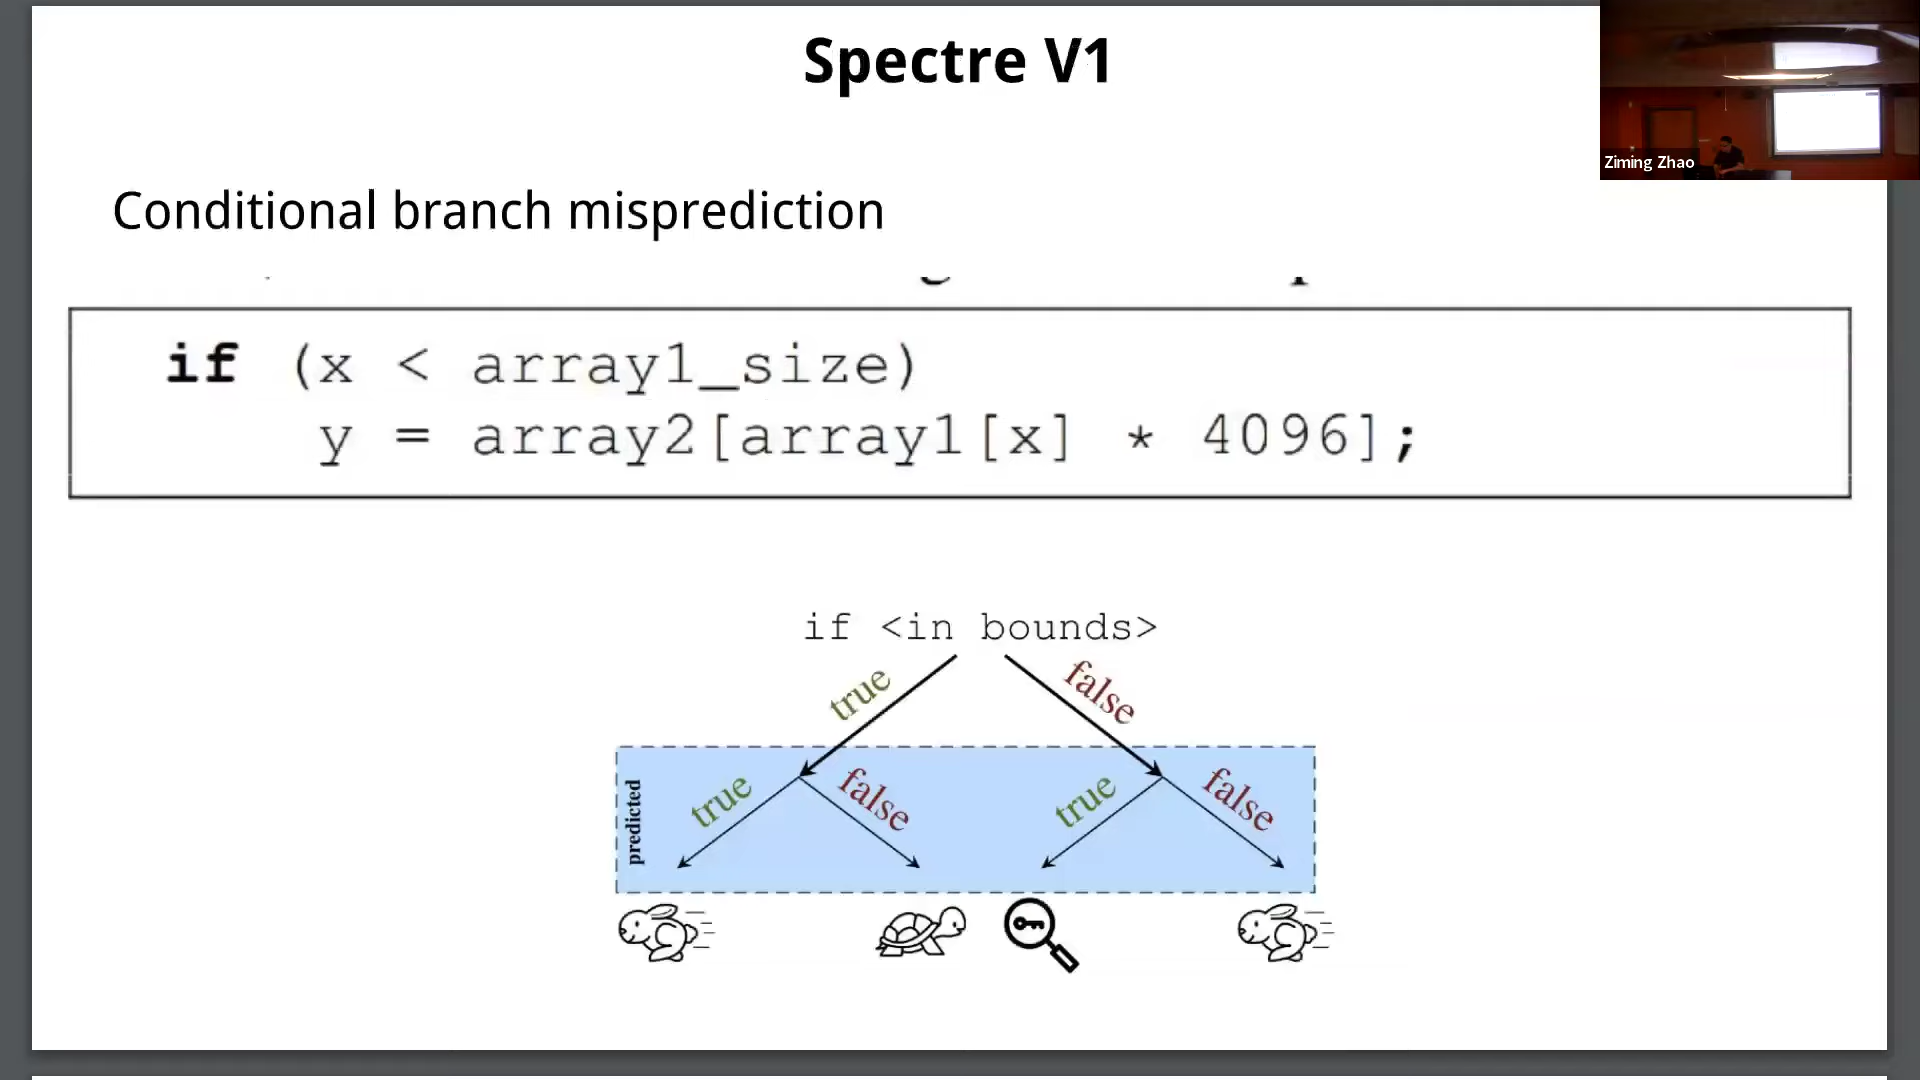 Spectre V1
Ziming Zhao
Conditional branch misprediction
if (x < array1_size)
y = array2[array1[x] * 4096];
if <in bounds>
true false
predicted true false true false